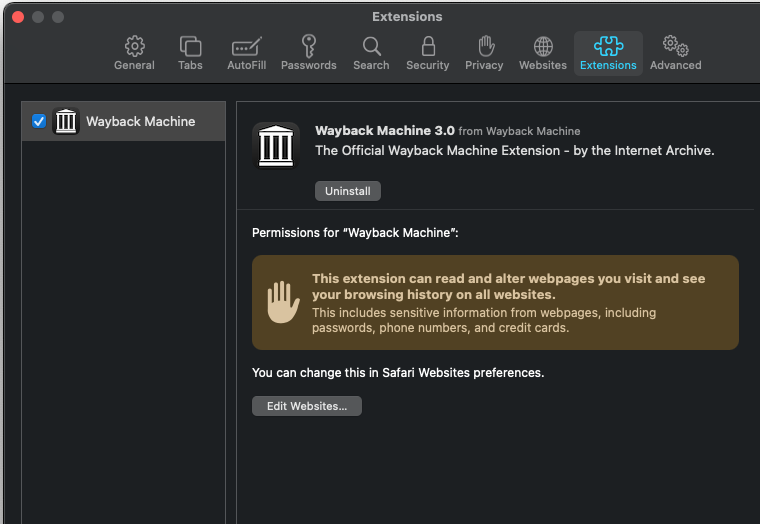 Extensions
General Tabs AutoFill Passwords Search Security Privacy Websites Extensions Advanced
Wayback Machine
Wayback Machine 3.0 from Wayback Machine
The Official Wayback Machine Extension - by the Internet Archive.
Uninstall
Permissions for “Wayback Machine”:
This extension can read and alter webpages you visit and see
your browsing history on all websites.
This includes sensitive information from webpages, including
passwords, phone numbers, and credit cards.
You can change this in Safari Websites preferences.
Edit Websites...